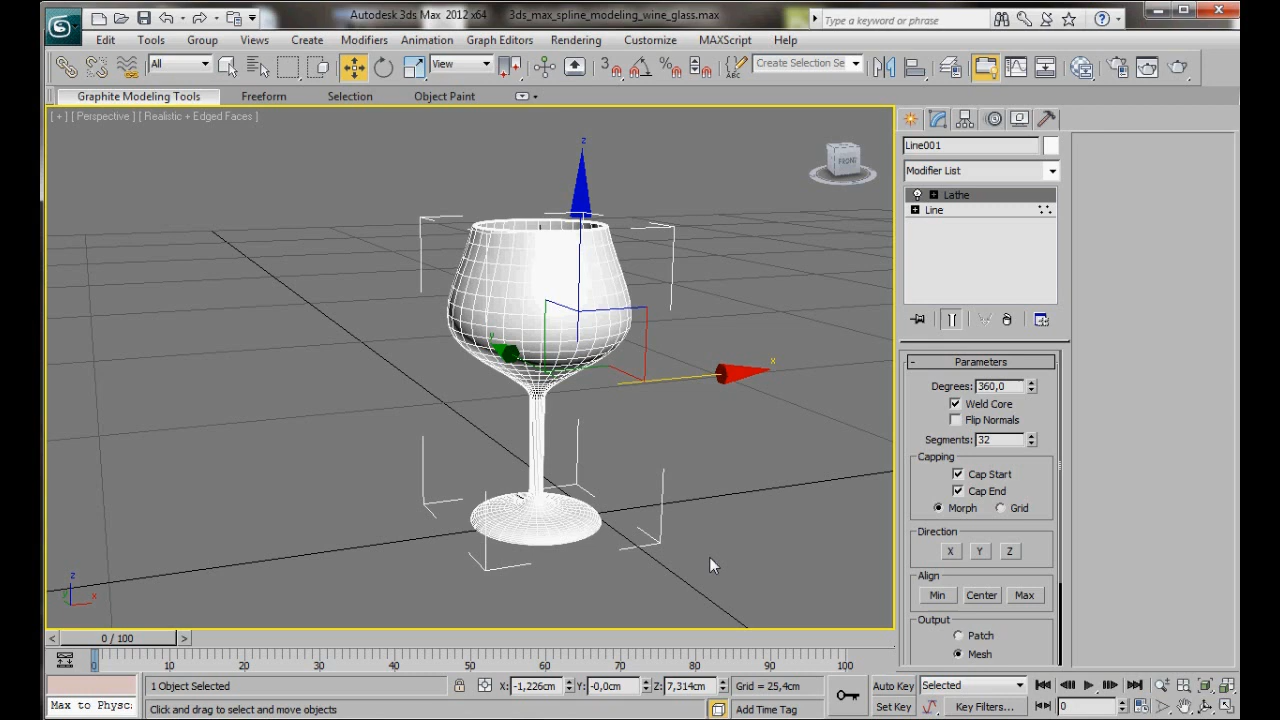 Autodesk 3ds Max 2012 x64 3ds_max_spline_modeling_wine_glass.max
Type a keyword or phrase
Edit Tools Group Views Create Modifiers Animation Graph Editors Rendering Customize MAXScript Help
All View 3 Create Selection Se
Graphite Modeling Tools Freeform Selection Object Paint
[ + ] [ Perspective ] [ Realistic + Edged Faces ]
z
FRONT
y
x
z
y
x
Line001
Modifier List
Lathe
Line
Parameters
Degrees: 360,0
Weld Core
Flip Normals
Segments: 32
Capping
Cap Start
Cap End
Morph Grid
Direction
X Y Z
Align
Min Center Max
Output
Patch
Mesh
< 0 / 100 >
0 10 20 30 40 50 60 70 80 90 100
1 Object Selected X: -1,226cm Y: -0,0cm Z: 7,314cm Grid = 25,4cm Auto Key Selected
Max to Physc: Click and drag to select and move objects Add Time Tag Set Key Key Filters... 0